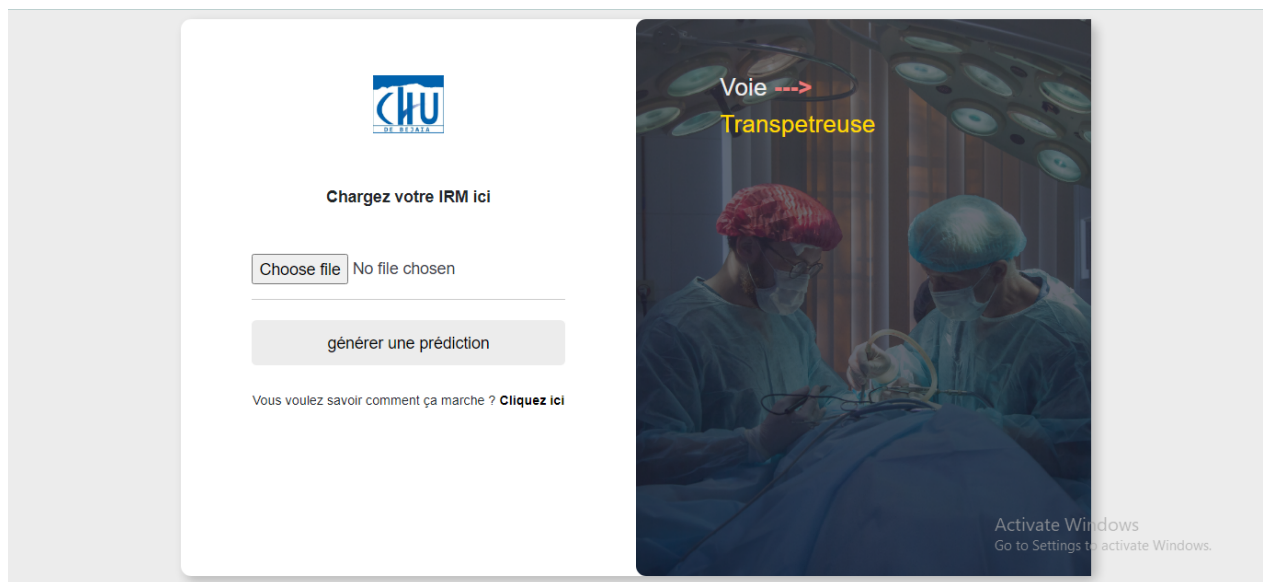 CHU
DE BEJAIA
Chargez votre IRM ici
Choose file No file chosen
générer une prédiction
Vous voulez savoir comment ça marche ? Cliquez ici
Voie --->
Transpetreuse
Activate Windows
Go to Settings to activate Windows.